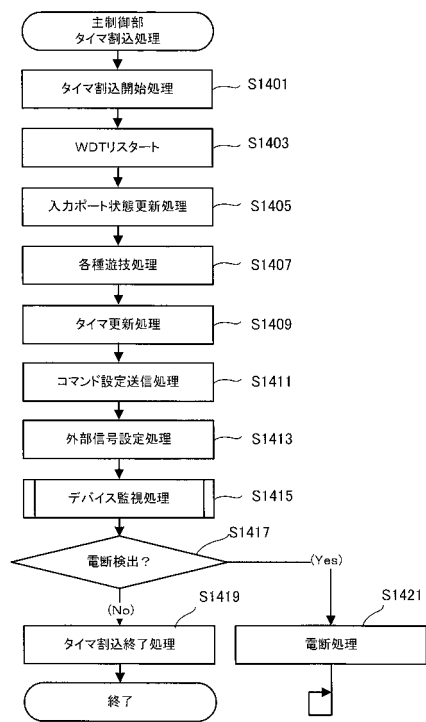 主制御部
タイマ割込処理
タイマ割込開始処理
S1401
WDTリスタート
S1403
入力ポート状態更新処理
S1405
各種遊技処理
S1407
タイマ更新処理
S1409
コマンド設定送信処理
S1411
外部信号設定処理
S1413
デバイス監視処理
S1415
電断検出?
S1417
(Yes)
(No)
S1419
S1421
タイマ割込終了処理
電断処理
終了